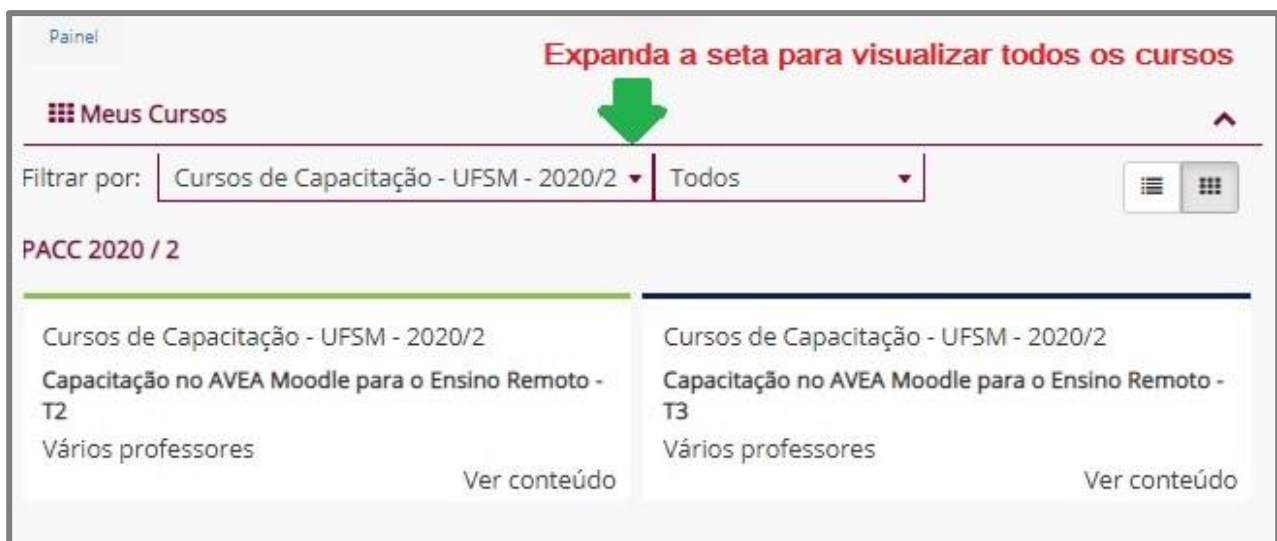 Painel
Expanda a seta para visualizar todos os cursos
Meus Cursos
Filtrar por: Cursos de Capacitação - UFSM - 2020/2 Todos
PACC 2020 / 2
Cursos de Capacitação - UFSM - 2020/2
Capacitação no AVEA Moodle para o Ensino Remoto -
T2
Vários professores
Ver conteúdo
Cursos de Capacitação - UFSM - 2020/2
Capacitação no AVEA Moodle para o Ensino Remoto -
T3
Vários professores
Ver conteúdo